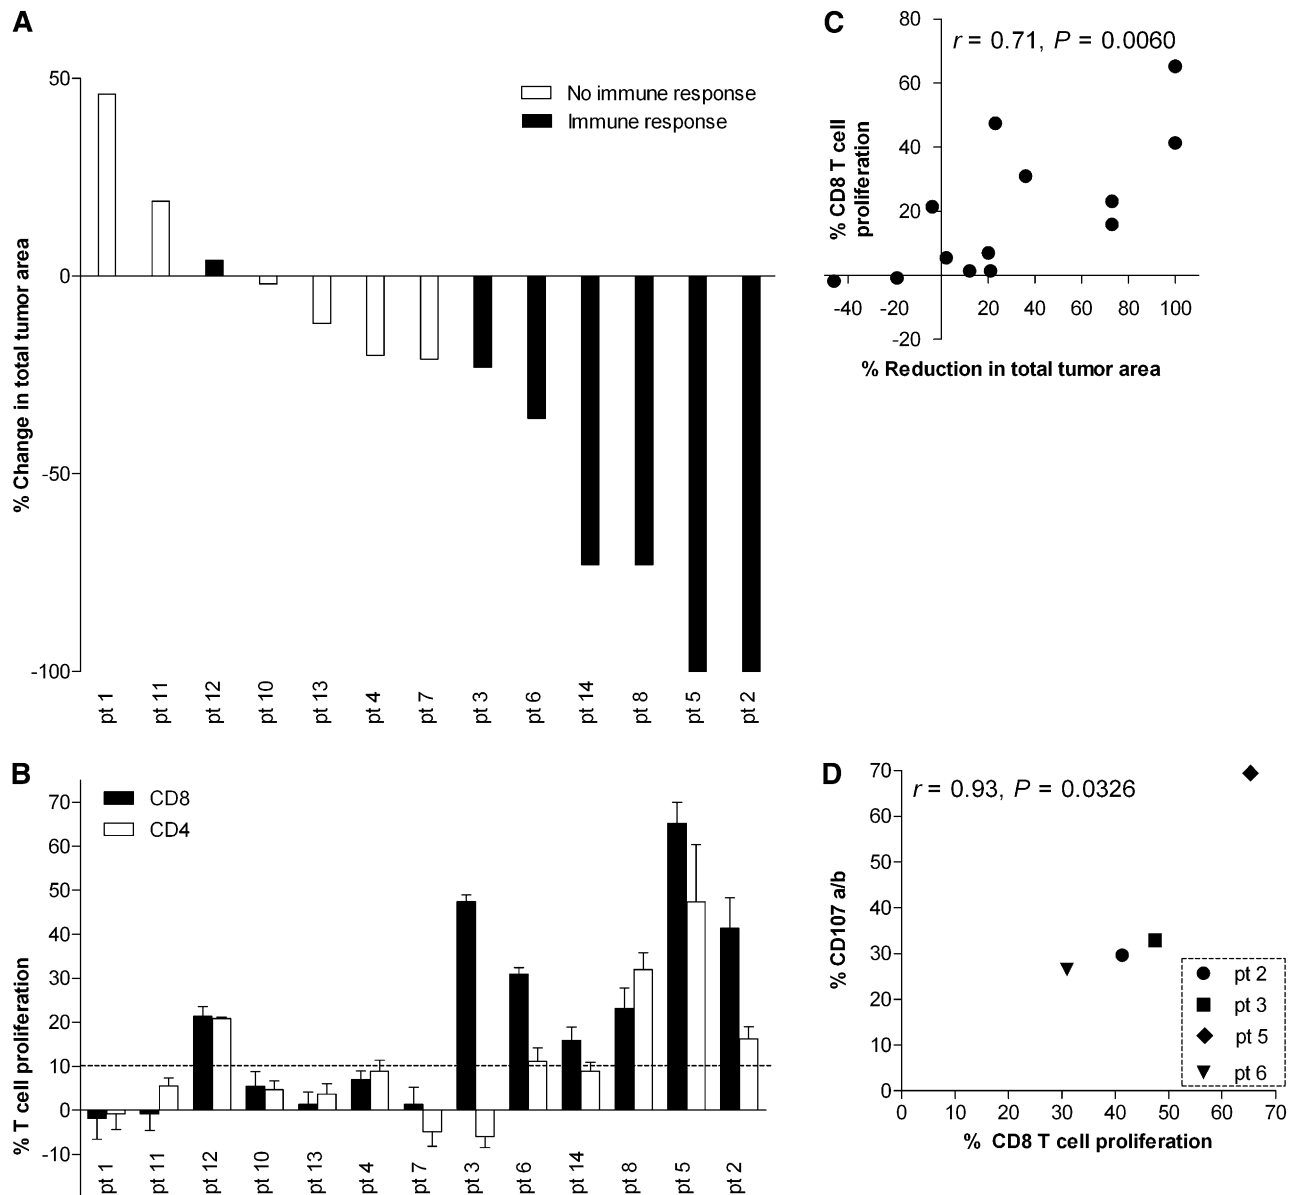 A
50
0
-50
-100
% Change in total tumor area
No immune response
Immune response
pt 1
pt 11
pt 12
pt 10
pt 13
pt 4
pt 7
pt 3
pt 6
pt 14
pt 8
pt 5
pt 2
B
70
60
50
40
30
20
10
0
-10
% T cell proliferation
CD8
CD4
pt 1
pt 11
pt 12
pt 10
pt 13
pt 4
pt 7
pt 3
pt 6
pt 14
pt 8
pt 5
pt 2
C
r = 0.71, P = 0.0060
80
60
40
20
-20
% CD8 T cell
proliferation
-40 -20 20 40 60 80 100
% Reduction in total tumor area
D
r = 0.93, P = 0.0326
70
60
50
40
30
20
10
0
% CD107 a/b
pt 2
pt 3
pt 5
pt 6
0 10 20 30 40 50 60 70
% CD8 T cell proliferation